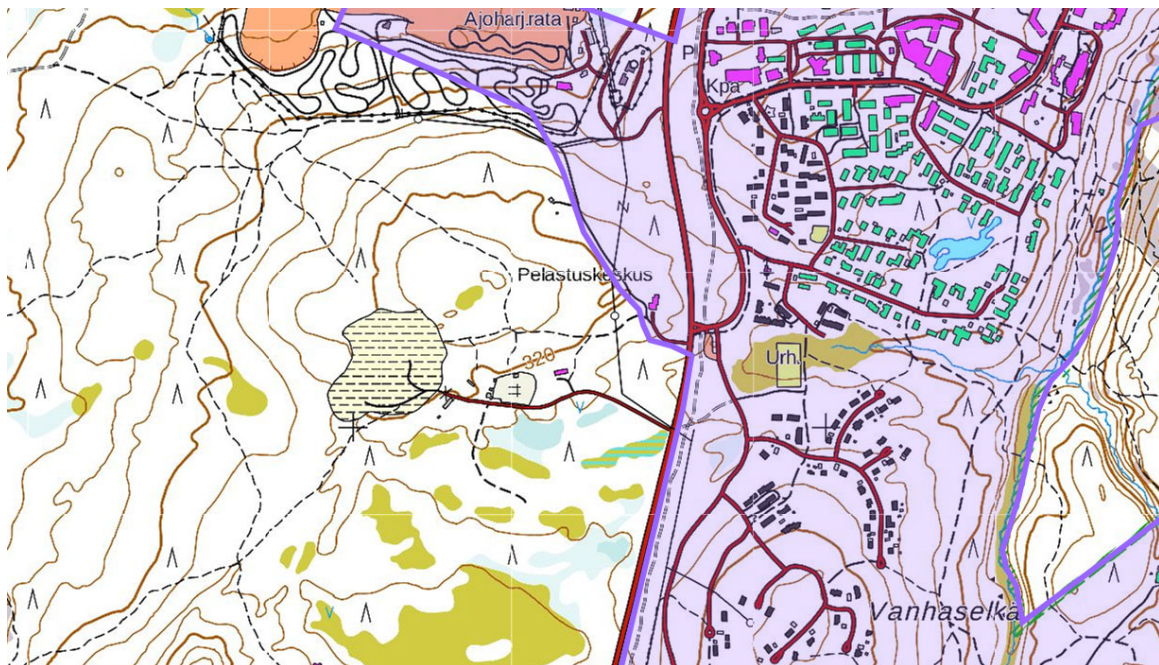 Ajoharj.rata
P
Kpa
V
Pelastuskeskus
320
Urh.
V
Vanhaselkä
V